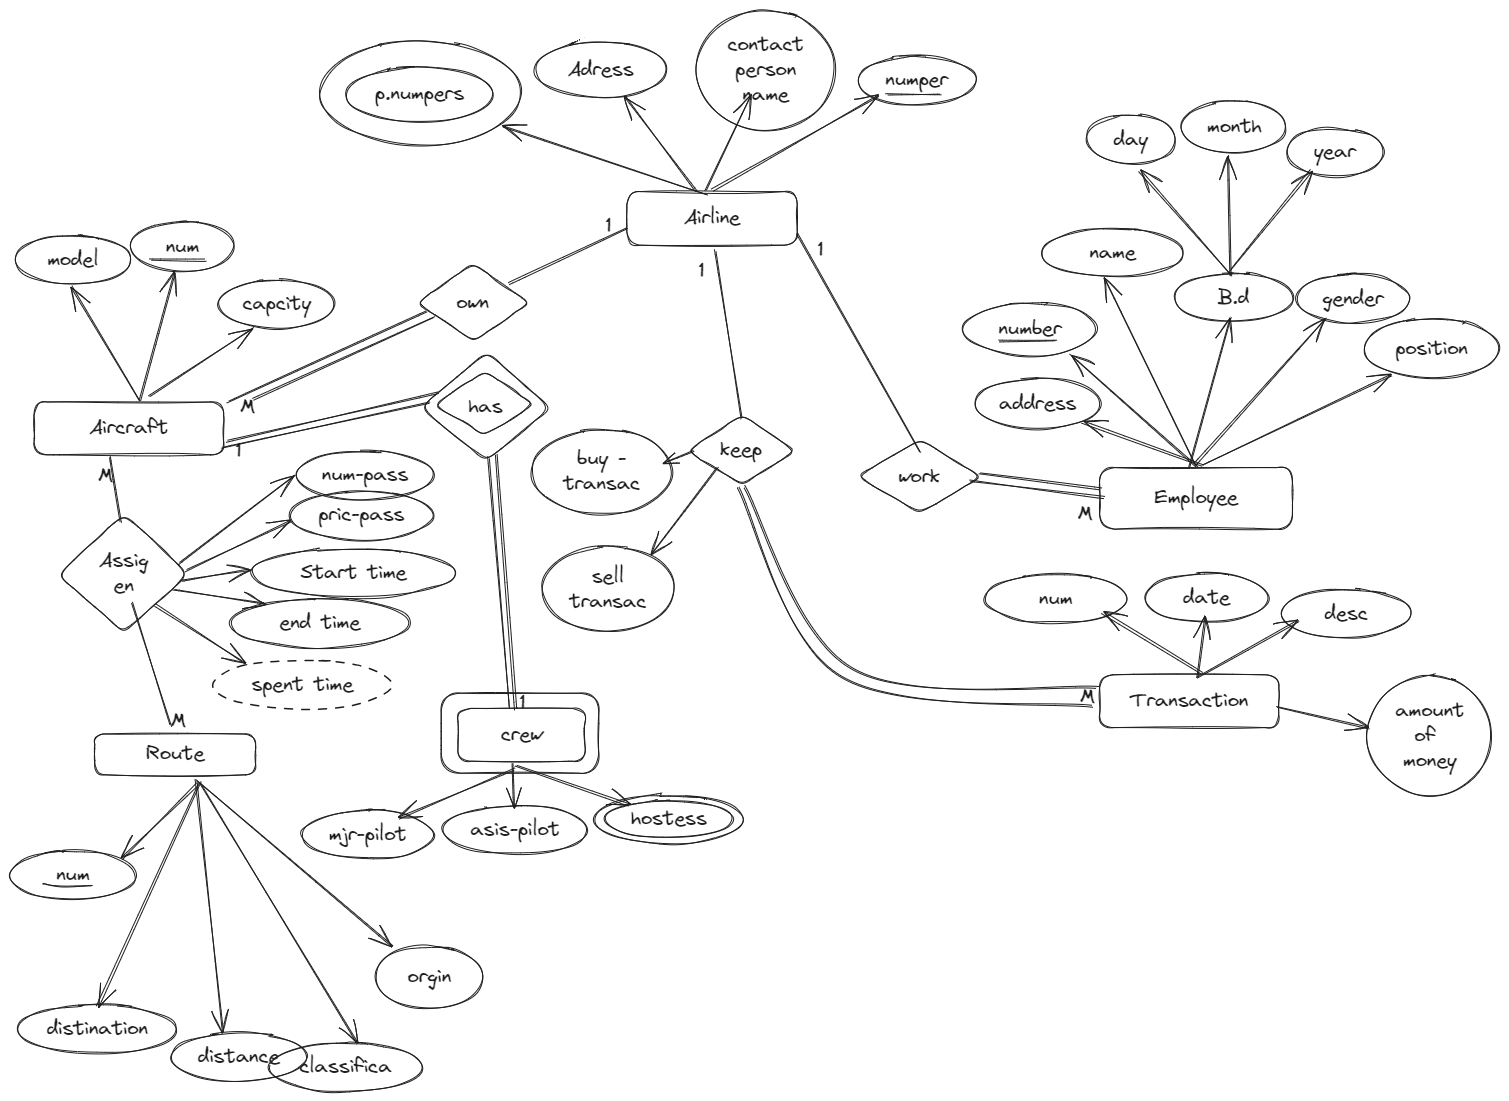 contact
person
name
Adress
numper
p.numpers
day
month
year
Airline
1
1
1
model
num
capcity
own
name
B.d
gender
number
position
address
M
Aircraft
1
has
keep
work
Employee
M
buy -
transac
M
num-pass
pric-pass
Assig
en
Start time
end time
spent time
sell
transac
num
date
desc
M
Route
1
crew
M
Transaction
amount
of
money
mjr-pilot
asis-pilot
hostess
num
orgin
distination
distance
classifica